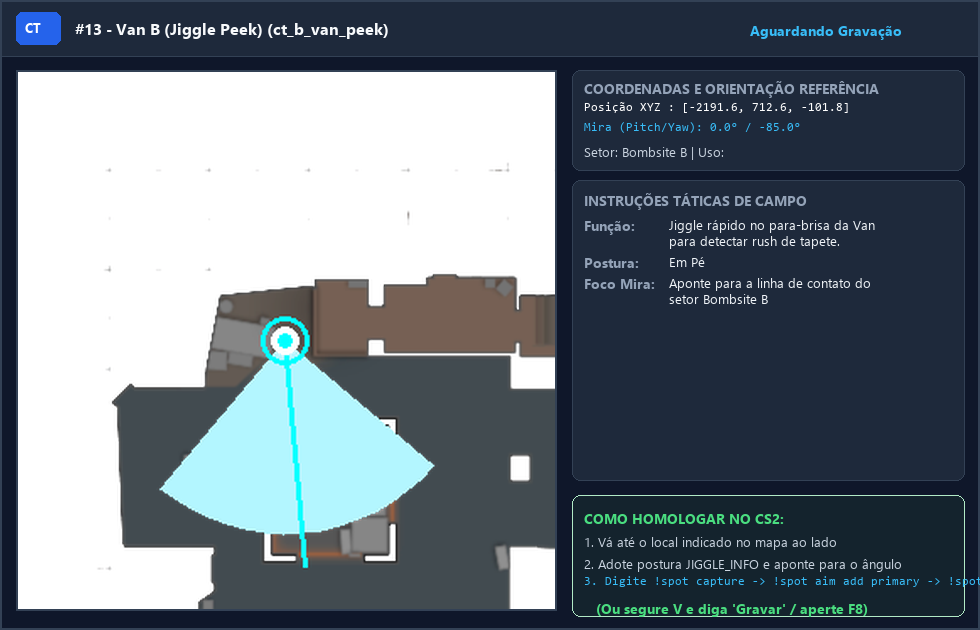 CT
#13 - Van B (Jiggle Peek) (ct_b_van_peek)
Aguardando Gravação
COORDENADAS E ORIENTAÇÃO REFERÊNCIA
Posição XYZ : [-2191.6, 712.6, -101.8]
Mira (Pitch/Yaw): 0.0° / -85.0°
Setor: Bombsite B | Uso:
INSTRUÇÕES TÁTICAS DE CAMPO
Função: Jiggle rápido no para-brisa da Van
para detectar rush de tapete.
Postura: Em Pé
Foco Mira: Aponte para a linha de contato do
setor Bombsite B
COMO HOMOLOGAR NO CS2:
1. Vá até o local indicado no mapa ao lado
2. Adote postura JIGGLE_INFO e aponte para o ângulo
3. Digite !spot capture -> !spot aim add primary -> !spot
(Ou segure V e diga 'Gravar' / aperte F8)